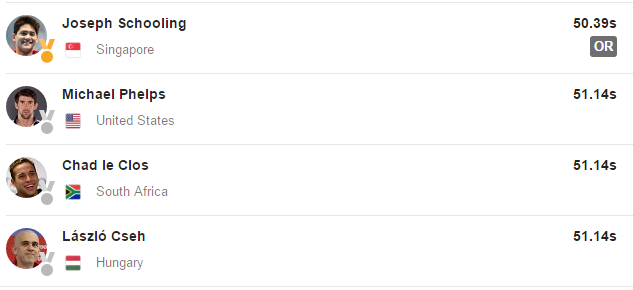 Joseph Schooling 50.39s
Singapore OR
Michael Phelps 51.14s
United States
Chad le Clos 51.14s
South Africa
László Cseh 51.14s
Hungary